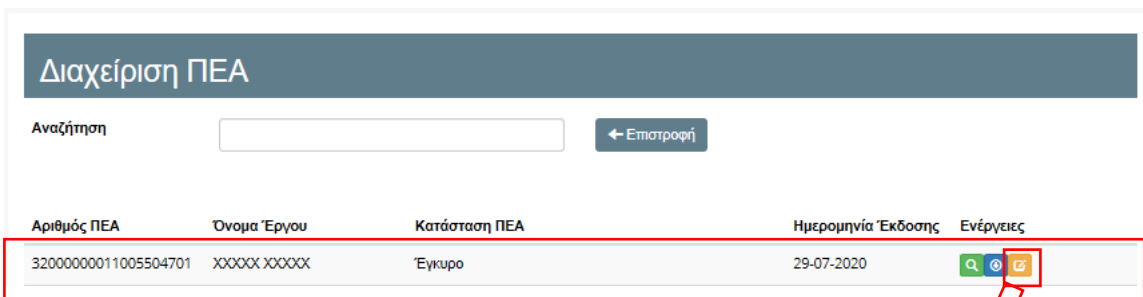 Διαχείριση ΠΕΑ
Αναζήτηση
Επιστροφή
Αριθμός ΠΕΑ Όνομα Έργου Κατάσταση ΠΕΑ Ημερομηνία Έκδοσης Ενέργειες
32000000011005504701 XXXXX XXXXX Έγκυρο 29-07-2020